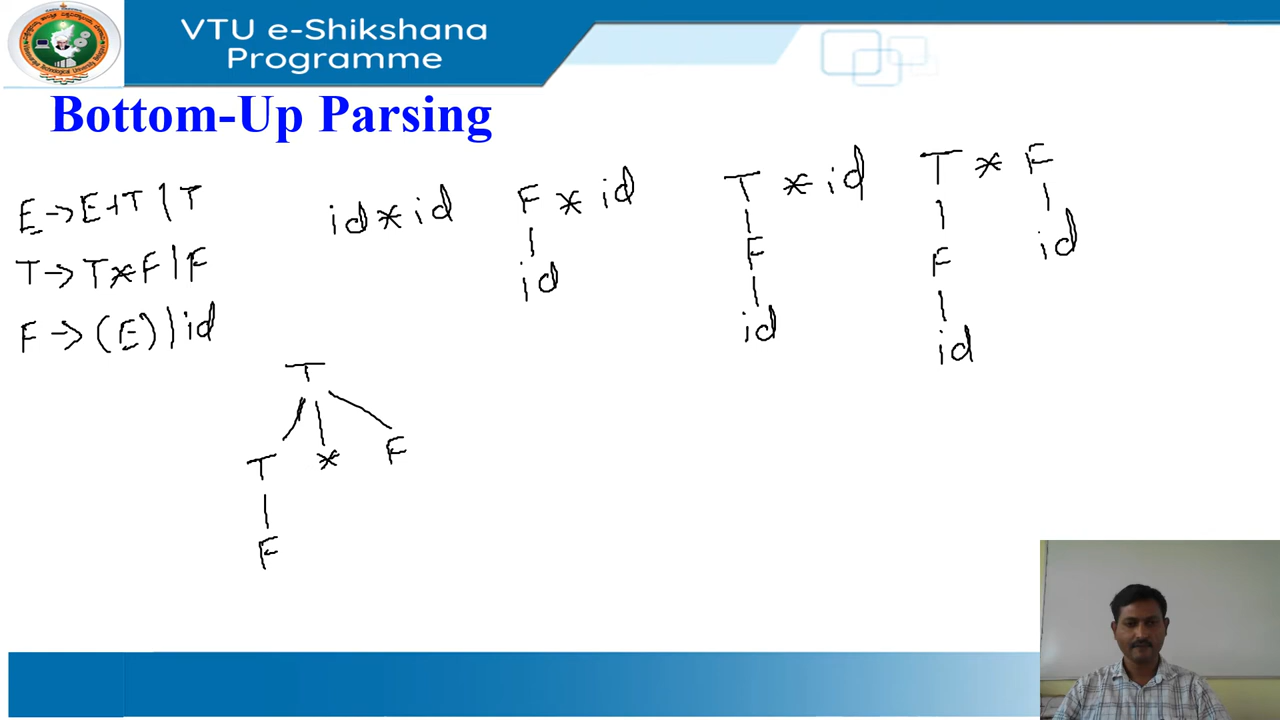 VTU e-Shikshana
Programme
Bottom-Up Parsing
E → E+T | T
T → T * F | F
F → (E) | id
id * id
F * id
id
T * id
F
id
T * F
F id
id
T
T * F
F